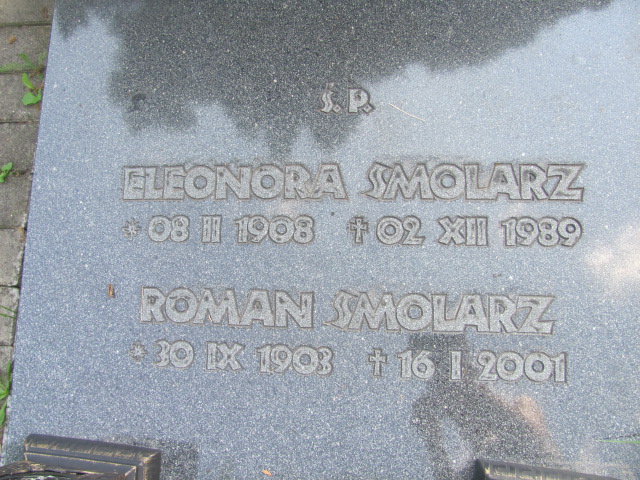 Ś.P.
ELEONORA SMOLARZ
* 08 II 1908 † 02 XII 1989
ROMAN SMOLARZ
* 30 IX 1903 † 16 I 2001